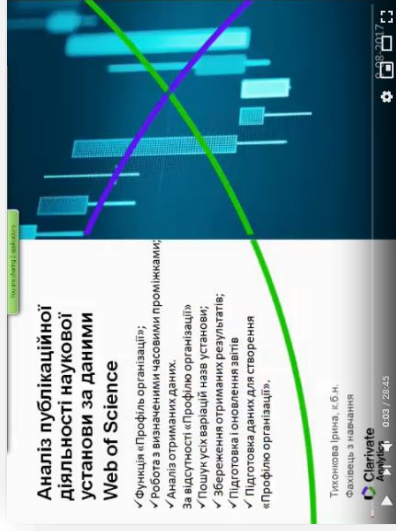 Аналіз публікаційної
діяльності наукової
установи за даними
Web of Science
✓Функція «Профіль організації»;
✓Робота з визначеними часовими проміжками;
✓Аналіз отриманих даних.
За відсутності «Профілю організації»
✓Пошук усіх варіацій назв установи;
✓ Збереження отриманих результатів;
✓Підготовка і оновлення звітів
✓ Підготовка даних для створення
«Профілю організації».
Тихонкова Ірина, к.б.н.
Фахівець з навчання
Clarivate
Analytics
0:03 / 28:45